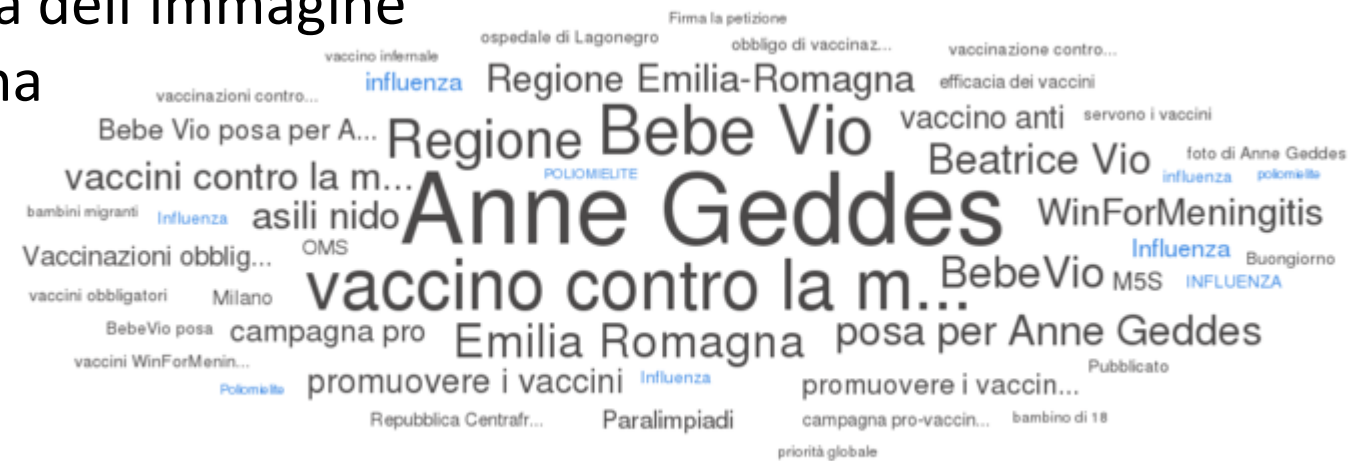 a dell'immagine
na
Firma la petizione
ospedale di Lagonegro
obbligo di vaccinaz...
vaccinazione contro...
vaccino infernale
influenza
Regione Emilia-Romagna
efficacia dei vaccini
vaccinazioni contro...
Bebe Vio posa per A...
Regione
Bebe Vio
vaccino anti
servono i vaccini
vaccini contro la m...
POLIOMIELITE
Beatrice Vio
foto di Anne Geddes
influenza
poliomielite
bambini migranti
Influenza
asili nido
Anne Geddes
WinForMeningitis
Vaccinazioni obblig...
OMS
Influenza
Buongiorno
vaccini obbligatori
Milano
vaccino contro la m...
BebeVio
M5S
INFLUENZA
BebeVio posa
campagna pro
Emilia Romagna
posa per Anne Geddes
vaccini WinForMenin...
Pubblicato
Poliomielite
promuovere i vaccini
Influenza
promuovere i vaccin...
Repubblica Centrafr...
Paralimpiadi
campagna pro-vaccin...
bambino di 18
priorità globale